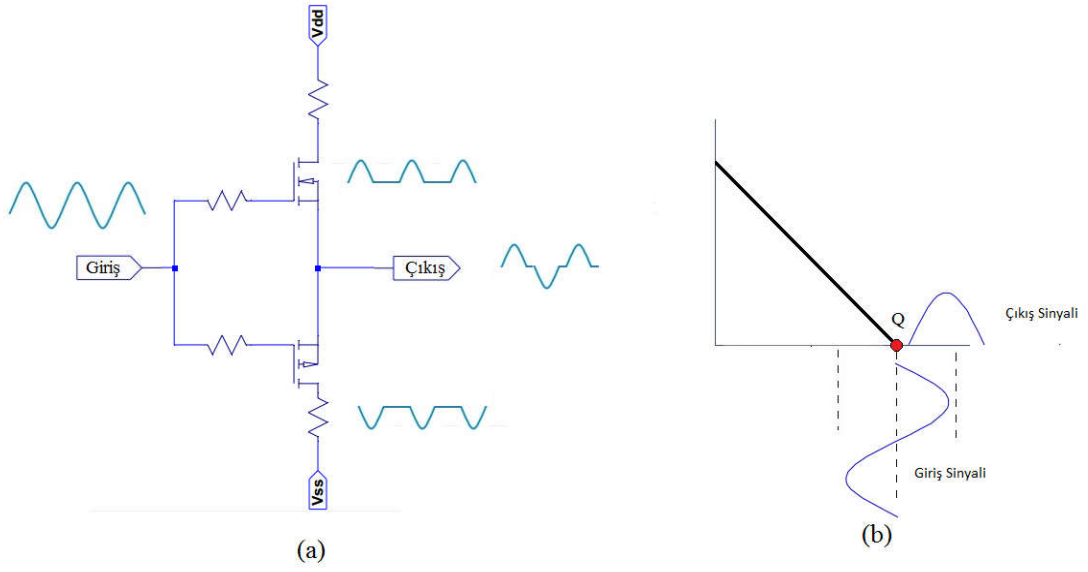 Vdd
Giriş
Çıkış
Vss
(a)
Q
Çıkış Sinyali
Giriş Sinyali
(b)